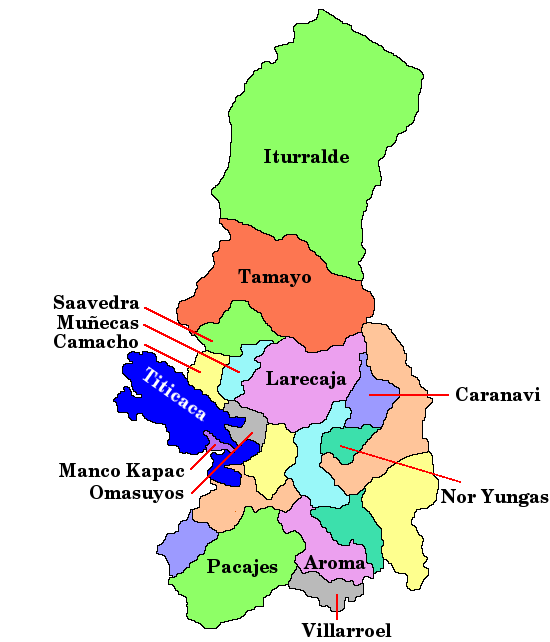 Iturralde
Tamayo
Saavedra
Muñecas
Camacho
Larecaja
Titicaca
Caranavi
Manco Kapac
Omasuyos
Nor Yungas
Pacajes
Aroma
Villarroel